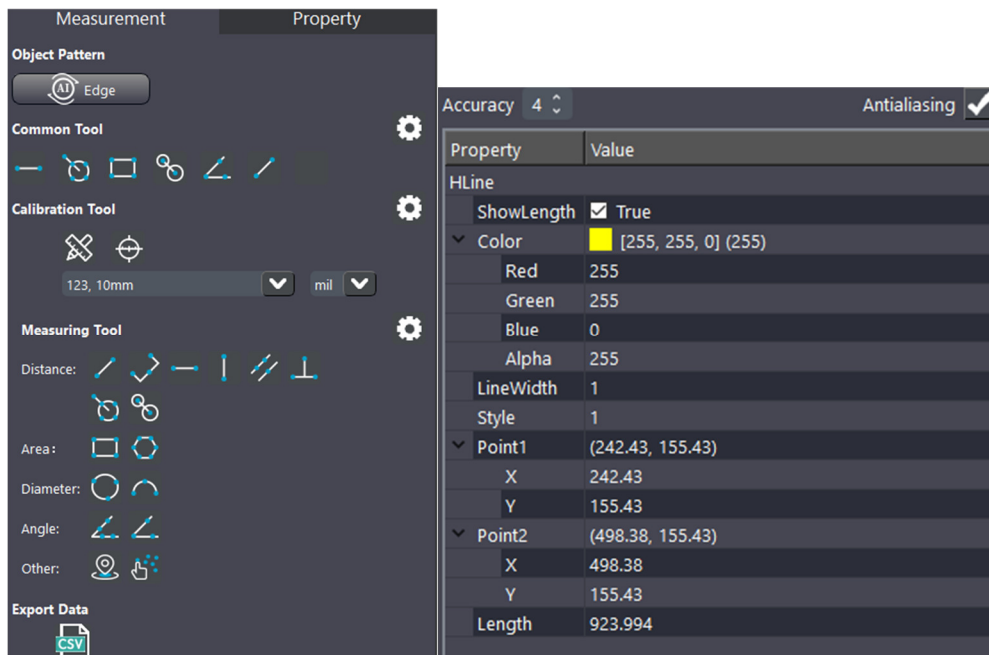 Measurement Property
Object Pattern
AI Edge
Common Tool
Calibration Tool
123, 10mm mil
Measuring Tool
Distance:
Area:
Diameter:
Angle:
Other:
Export Data
CSV
Accuracy 4 Antialiasing
Property Value
HLine
ShowLength True
Color [255, 255, 0] (255)
Red 255
Green 255
Blue 0
Alpha 255
LineWidth 1
Style 1
Point1 (242.43, 155.43)
X 242.43
Y 155.43
Point2 (498.38, 155.43)
X 498.38
Y 155.43
Length 923.994